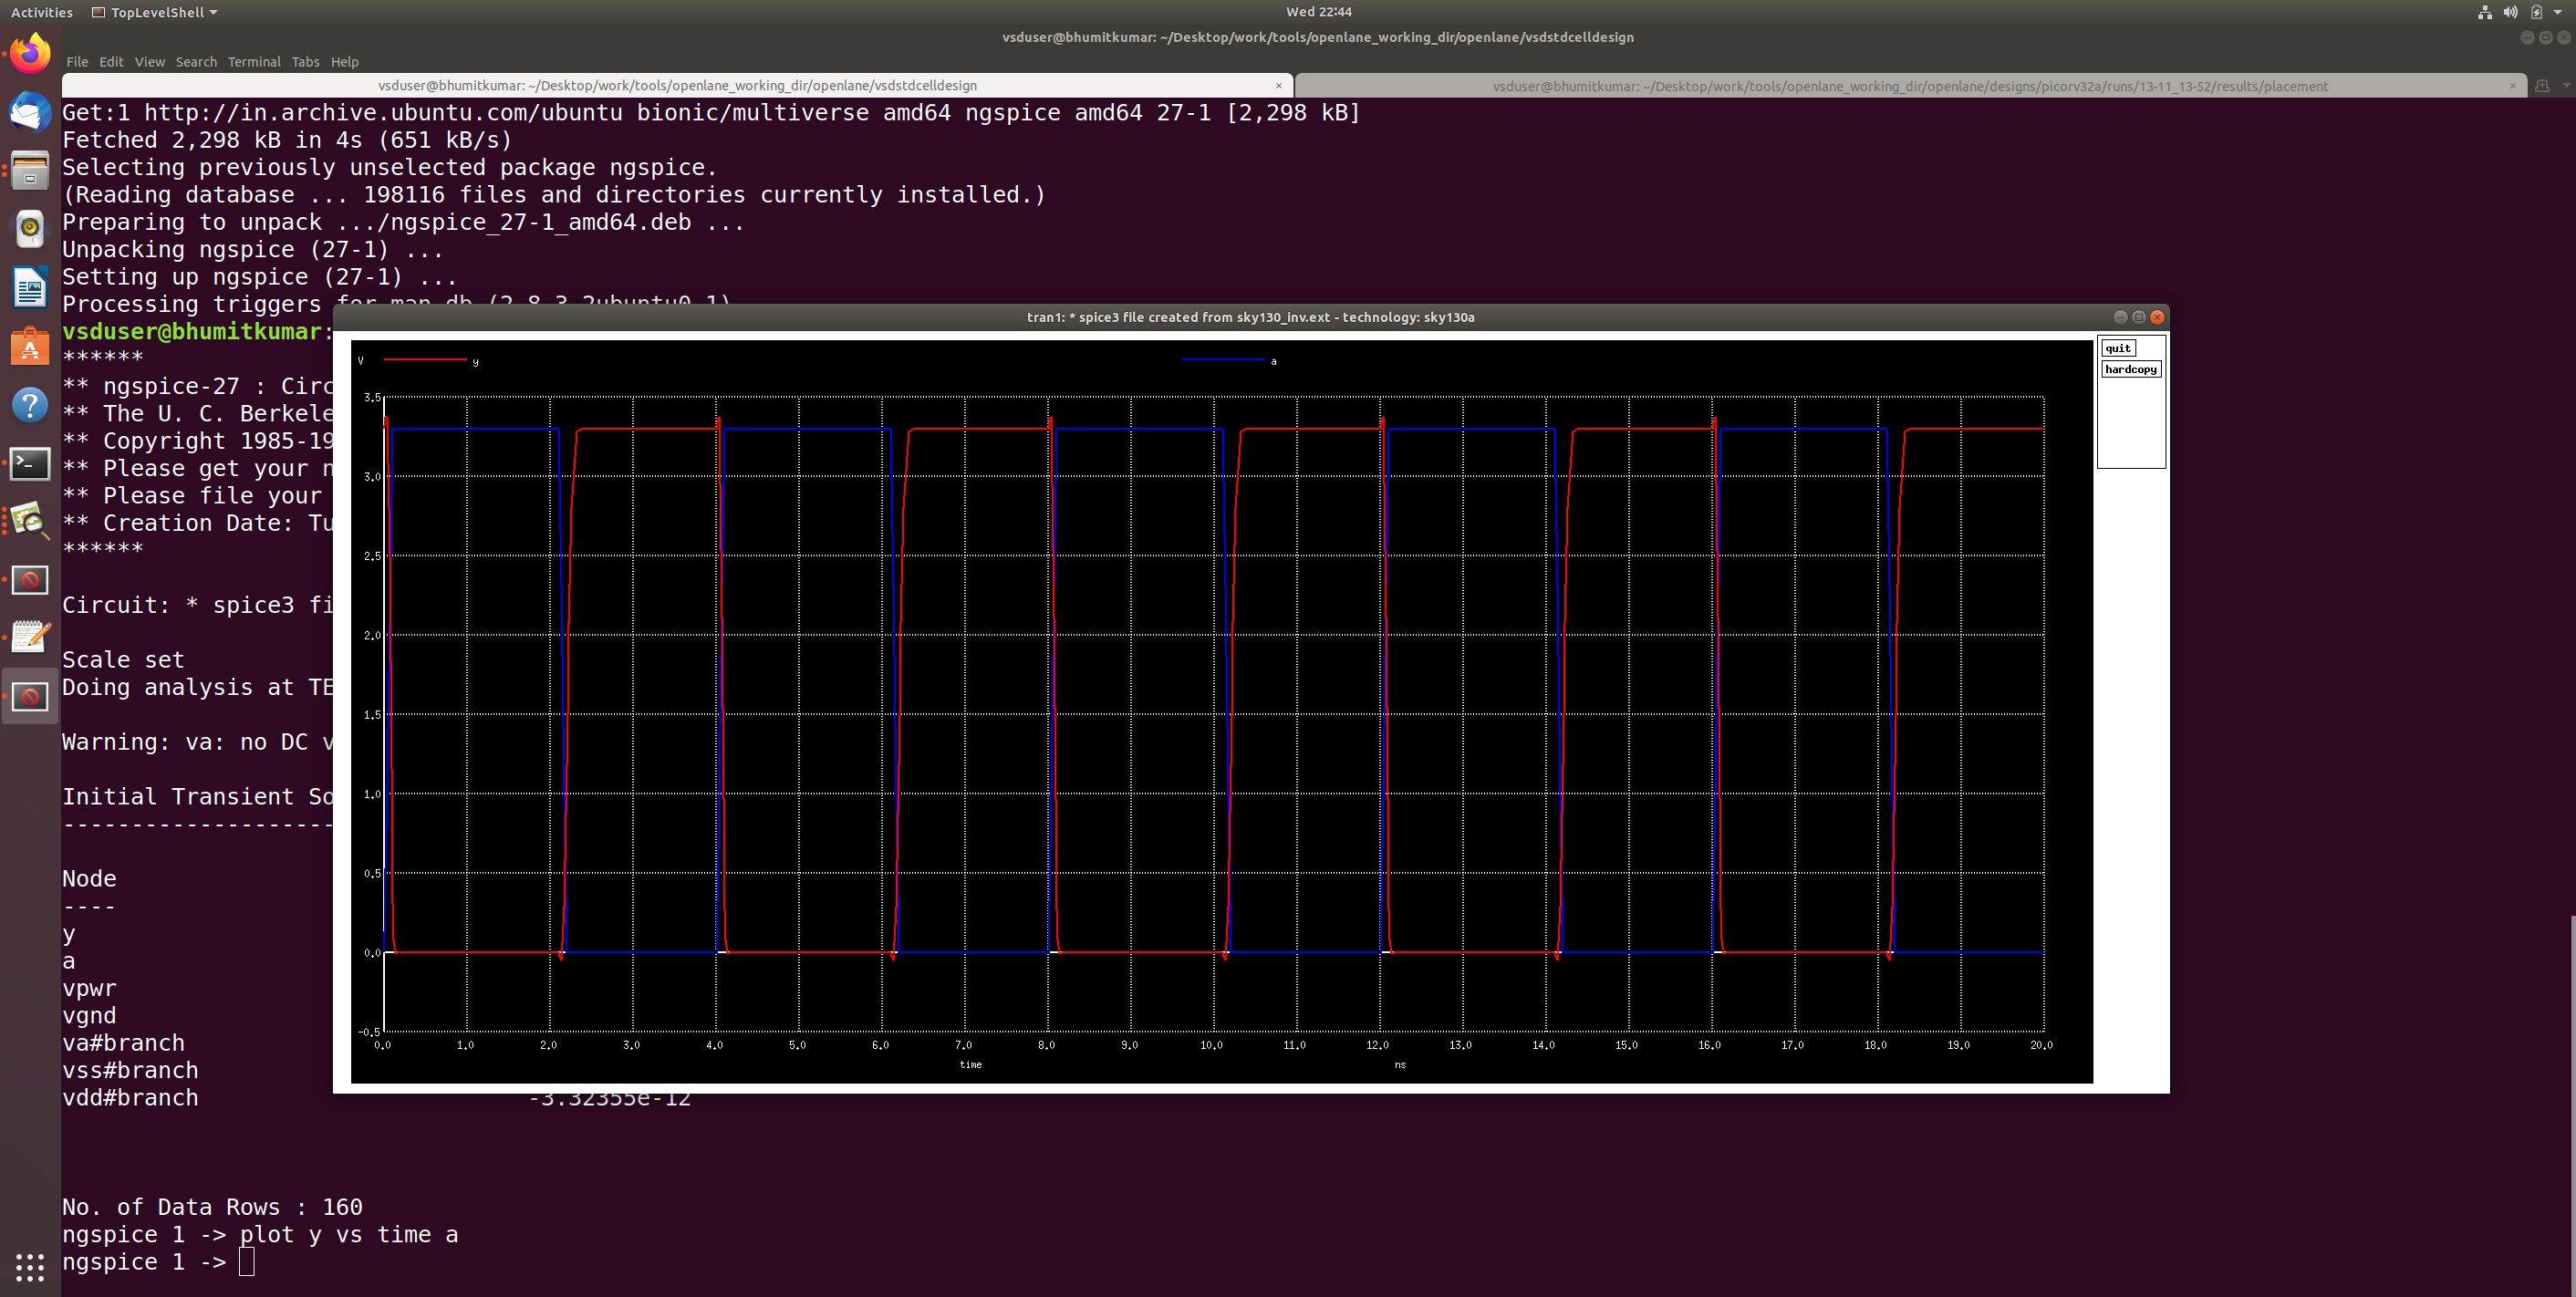 Activities TopLevelShell Wed 22:44
vsduser@bhumitkumar: ~/Desktop/work/tools/openlane_working_dir/openlane/vsdstdcelldesign
File Edit View Search Terminal Tabs Help
vsduser@bhumitkumar: ~/Desktop/work/tools/openlane_working_dir/openlane/vsdstdcelldesign × vsduser@bhumitkumar: ~/Desktop/work/tools/openlane_working_dir/openlane/designs/picorv32a/runs/13-11_13-52/results/placement ×
Get:1 http://in.archive.ubuntu.com/ubuntu bionic/multiverse amd64 ngspice amd64 27-1 [2,298 kB]
Fetched 2,298 kB in 4s (651 kB/s)
Selecting previously unselected package ngspice.
(Reading database ... 198116 files and directories currently installed.)
Preparing to unpack .../ngspice_27-1_amd64.deb ...
Unpacking ngspice (27-1) ...
Setting up ngspice (27-1) ...
Processing triggers for man-db (2.8.3-2ubuntu0.1)
vsduser@bhumitkumar:
******
** ngspice-27 : Circ
** The U. C. Berkele
** Copyright 1985-19
** Please get your n
** Please file your
** Creation Date: Tu
******
Circuit: * spice3 fi
Scale set
Doing analysis at TE
Warning: va: no DC v
Initial Transient So
--------------------
Node
----
y
a
vpwr
vgnd
va#branch
vss#branch
vdd#branch -3.32355e-12
No. of Data Rows : 160
ngspice 1 -> plot y vs time a
ngspice 1 ->
tran1: * spice3 file created from sky130_inv.ext - technology: sky130a
quit
hardcopy
V y a
3.5
3.0
2.5
2.0
1.5
1.0
0.5
0.0
-0.5
0.0 1.0 2.0 3.0 4.0 5.0 6.0 7.0 8.0 9.0 10.0 11.0 12.0 13.0 14.0 15.0 16.0 17.0 18.0 19.0 20.0
time ns